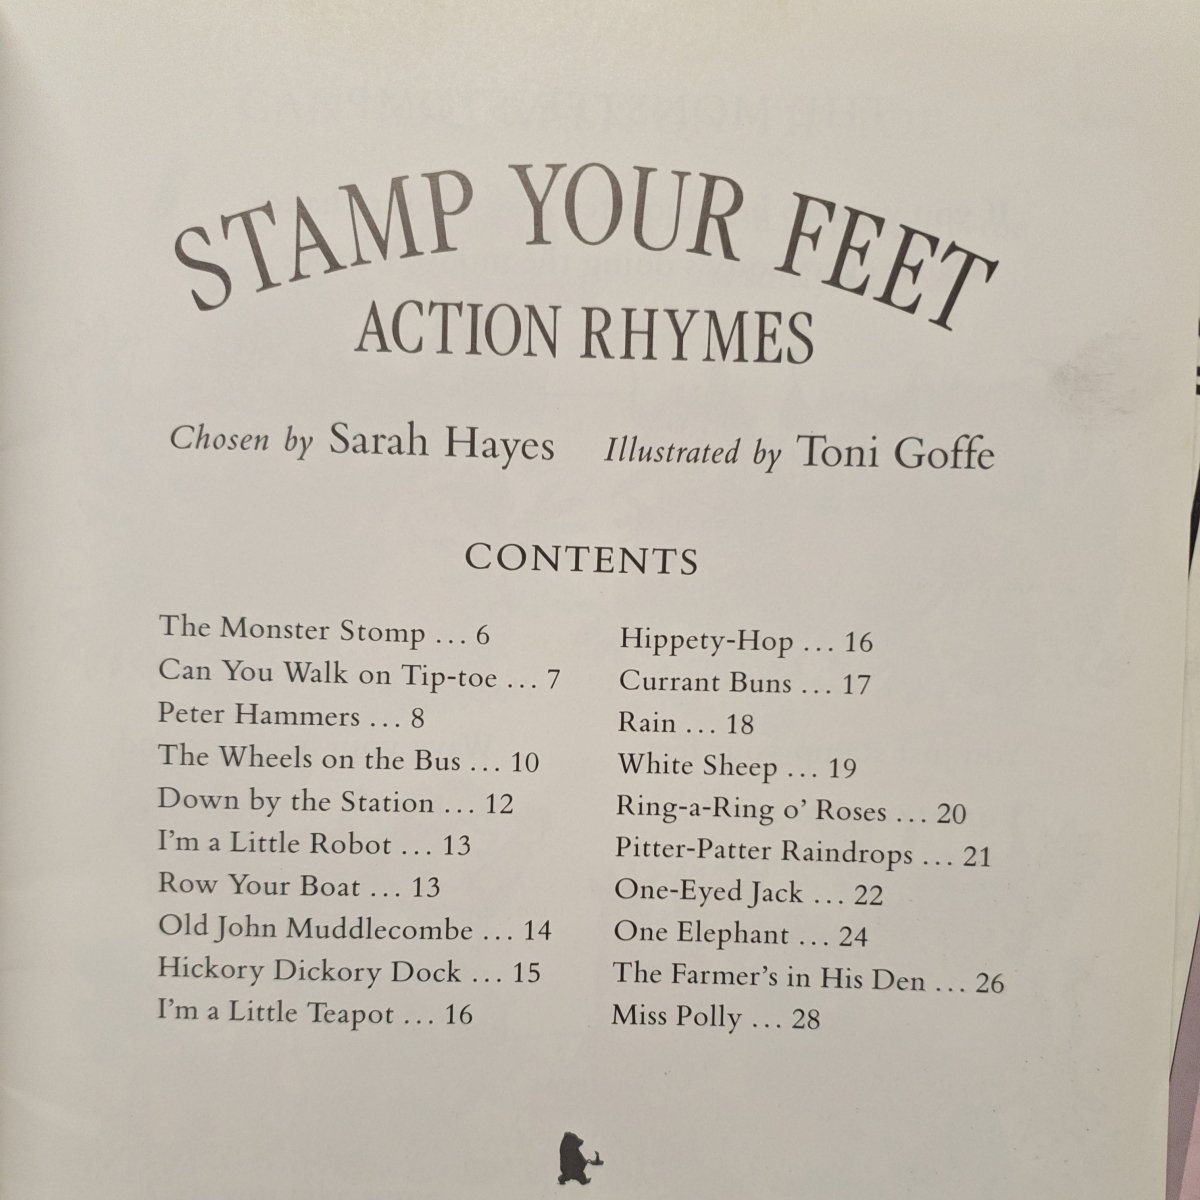 STAMP YOUR FEET
ACTION RHYMES
Chosen by Sarah Hayes Illustrated by Toni Goffe
CONTENTS
The Monster Stomp ... 6
Can You Walk on Tip-toe ... 7
Peter Hammers ... 8
The Wheels on the Bus ... 10
Down by the Station ... 12
I'm a Little Robot ... 13
Row Your Boat ... 13
Old John Muddlecombe ... 14
Hickory Dickory Dock ... 15
I'm a Little Teapot ... 16
Hippety-Hop ... 16
Currant Buns ... 17
Rain ... 18
White Sheep ... 19
Ring-a-Ring o' Roses ... 20
Pitter-Patter Raindrops ... 21
One-Eyed Jack ... 22
One Elephant ... 24
The Farmer's in His Den ... 26
Miss Polly ... 28